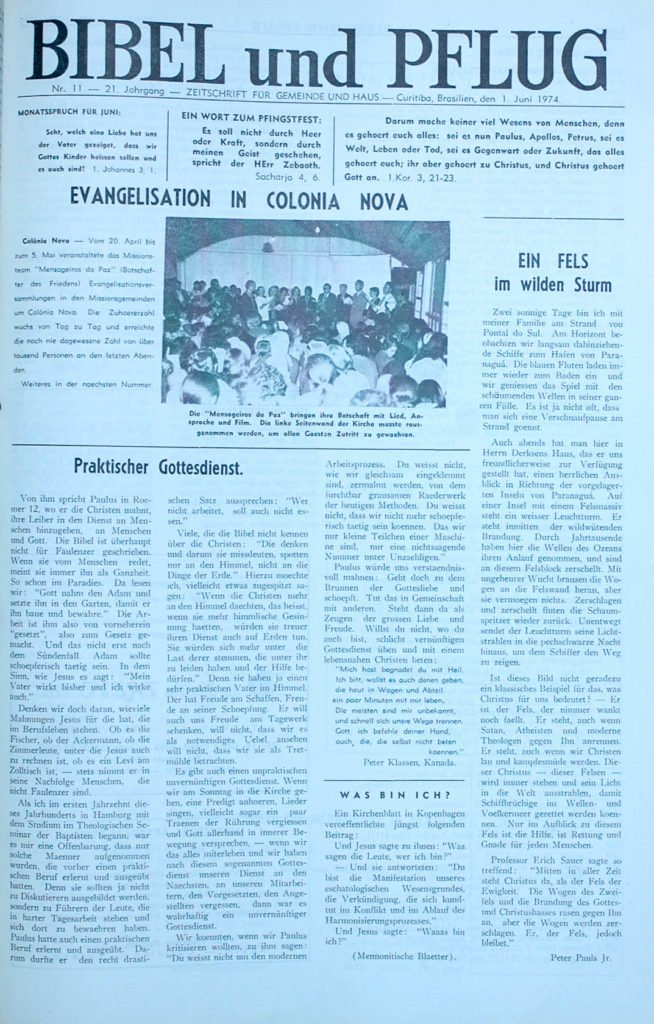 BIBEL und PFLUG
Nr. 11 — 21. Jahrgang — ZEITSCHRIFT FÜR GEMEINDE UND HAUS — Curitiba, Brasilien, den 1. Juni 1974.
MONATSSPRUCH FÜR JUNI:
Seht, welch eine Liebe hat uns
der Vater gezeigt, dass wir
Gottes Kinder heissen sollen und
es auch sind! 1. Johannes 3, 1.
EIN WORT ZUM PFINGSTFEST:
Es soll nicht durch Heer
oder Kraft, sondern durch
meinen Geist geschehen,
spricht der HErr Zebaoth.
Sacharja 4, 6.
Darum mache keiner viel Wesens von Menschen, denn
es gehoert euch alles: sei es nun Paulus, Apollos, Petrus, sei es
Welt, Leben oder Tod, sei es Gegenwart oder Zukunft, das alles
gehoert euch; ihr aber gehoert zu Christus, und Christus gehoert
Gott an. 1.Kor. 3, 21-23.
EVANGELISATION IN COLONIA NOVA
Colônia Nova — Vom 20. April bis
zum 5. Mai veranstaltete das Missions-
team "Mensageiros da Paz" (Botschaf-
ter des Friedens) Evangelisationsver-
sammlungen in den Missionsgemeinden
um Colônia Nova. Die Zuhoererzahl
wuchs von Tag zu Tag und erreichte
die noch nie dagewesene Zahl von über
tausend Personen an den letzten Aben-
den.
Weiteres in der naechsten Nummer.
Die "Mensageiros da Paz" bringen ihre Botschaft mit Lied, An-
sprache und Film. Die linke Seitenwand der Kirche musste raus-
genommen werden, um allen Gaesten Zutritt zu gewaehren.
Praktischer Gottesdienst.
Von ihm spricht Paulus in Roe-
mer 12, wo er die Christen mahnt,
ihre Leiber in den Dienst an Men-
schen hinzugeben, an Menschen
und Gott. Die Bibel ist überhaupt
nicht für Faulenzer geschrieben.
Wenn sie vom Menschen redet,
meint sie immer ihn als Ganzheit.
So schon im Paradies. Da lesen
wir: "Gott nahm den Adam und
setzte ihn in den Garten, damit er
ihn baue und bewahre." Die Ar-
beit ist ihm also von vorneherein
"gesetzt", also zum Gesetz ge-
macht. Und das nicht erst nach
dem Sündenfall. Adam sollte
schoepferisch taetig sein. In dem
Sinn, wie Jesus es sagt: "Mein
Vater wirkt bisher und ich wirke
auch."
Denken wir doch daran, wieviele
Mahnungen Jesus für die hat, die
im Berufsleben stehen. Ob es die
Fischer, ob der Ackermann, ob die
Zimmerleute, unter die Jesus auch
zu rechnen ist, ob es ein Levi am
Zolltisch ist, — stets nimmt er in
seine Nachfolge Menschen, die
nicht Faulenzer sind.
Als ich im ersten Jahrzehnt die-
ses Jahrhunderts in Hamburg mit
dem Studium im Theologischen Se-
minar der Baptisten begann, war
es mir eine Offenbarung, dass nur
solche Maenner aufgenommen
wurden, die vorher einen prakti-
schen Beruf erlernt und ausgeübt
hatten. Denn sie sollten ja nicht
zu Diskutierern ausgebildet werden,
sondern zu Führern der Leute, die
in harter Tagesarbeit stehen und
sich dort zu bewaehren haben.
Paulus hatte auch einen praktischen
Beruf erlernt und ausgeübt. Da-
rum durfte er den recht drasti-
schen Satz aussprechen: "Wer
nicht arbeitet, soll auch nicht es-
sen."
Viele, die die Bibel nicht kennen
über die Christen: "Die denken
und darum sie missdeuten, spotten
nur an den Himmel, nicht an die
Dinge der Erde." Hierzu moechte
ich, vielleicht etwas zugespitzt sa-
gen: "Wenn die Christen mehr
an den Himmel daechten, das heisst,
wenn sie mehr himmlische Gesin-
nung haetten, würden sie treuer
ihren Dienst auch auf Erden tun.
Sie würden sich mehr unter die
Last derer stemmen, die unter ihr
zu leiden haben und der Hilfe be-
dürfen." Denn sie haben ja einen
sehr praktischen Vater im Himmel.
Der hat Freude am Schaffen, Freu-
de an seiner Schoepfung. Er will
auch uns Freude am Tagewerk
schenken, will nicht, dass wir es
als notwendiges Uebel ansehen
will nicht, dass wir sie als Tret-
mühle betrachten.
Es gibt auch einen unpraktischen
unvernünftigen Gottesdienst. Wenn
wir am Sonntag in die Kirche ge-
hen, eine Predigt anhoeren, Lieder
singen, vielleicht sogar ein paar
Traenen der Rührung vergiessen
und Gott allerhand in innerer Be-
wegung versprechen, — wenn wir
das alles miterleben und wir haben
nach diesem sogenannten Gottes-
dienst unseren Dienst an den
Naechsten, an unseren Mitarbei-
tern, den Vorgesetzten, den Ange-
stellten vergessen, dann war es
wahrhaftig ein unvernünftiger
Gottesdienst.
Wir koennten, wenn wir Paulus
kritisieren wollten, zu ihm sagen:
"Du weisst nicht um den modernen
Arbeitsprozess. Du weisst nicht,
wie wir gleichsam eingeklemmt
sind, zermalmt werden, von dem
furchtbar grausamen Raederwerk
der heutigen Methoden. Du weisst
nicht, dass wir nicht mehr schoepfe-
risch taetig sein koennen. Das wir
nur kleine Teilchen einer Maschi-
ne sind, nur eine nichtssagende
Nummer unter Unzaehligen."
Paulus würde uns verstaendnis-
voll mahnen: Geht doch zu dem
Brunnen der Gottesliebe und
schoepft. Tut das in Gemeinschaft
mit anderen. Steht dann da als
Zeugen der grossen Liebe und
Freude. Willst du nicht, wo du
auch bist, schlicht vernünftigen
Gottesdienst üben und mit einem
lebensnahen Christen beten:
"Mich hast begnadet du mit Heil.
Ich bitt, wollst es auch denen geben,
die heut in Wagen und Abteil
ein paar Minuten mit mir leben,
Die meisten sind mir unbekannt,
und schnell sich unsre Wege trennen.
Gott, ich befehle deiner Hand,
auch, die, die selbst nicht beten
koennen."
Peter Klassen, Kanada.
WAS BIN ICH?
Ein Kirchenblatt in Kopenhagen
veroeffentlichte jüngst folgenden
Beitrag:
Und Jesus sagte zu ihnen: "Was
sagen die Leute, wer ich bin?"
— Und sie antworteten: "Du
bist die Manifestation unseres
eschatologischen Wesensgrundes,
die Verkündigung, die sich kund-
tut im Konflikt und im Ablauf des
Harmonisierungsprozesses."
Und Jesus sagte: "Waaas bin
ich?"
(Mennonitische Blaetter).
EIN FELS
im wilden Sturm
Zwei sonnige Tage bin ich mit
meiner Familie am Strand von
Pontal do Sul. Am Horizont be-
obachten wir langsam dahinziehen-
de Schiffe zum Hafen von Para-
naguá. Die blauen Fluten laden im-
mer wieder zum Baden ein und
wir geniessen das Spiel mit den
schäumenden Wellen in seiner gan-
zen Fülle. Es ist ja nicht oft, dass
man sich eine Verschnaufpause am
Strand goennt.
Auch abends hat man hier in
Herrn Derksens Haus, das er uns
freundlicherweise zur Verfügung
gestellt hat, einen herrlichen Aus-
blick in Richtung der vorgelager-
ten Inseln von Paranaguá. Auf
einer Insel mit einem Felsmassiv
steht ein weisser Leuchtturm. Er
steht inmitten der wildwütenden
Brandung. Durch Jahrtausende
haben hier die Wellen des Ozeans
ihren Anlauf genommen, und sind
an diesem Felsblock zerschellt. Mit
ungeheurer Wucht brausen die Wo-
gen an die Felswand heran, aber
sie vermoegen nichts. Zerschlagen
und zerschellt fluten die Schaum-
spritzer wieder zurück. Unentwegt
sendet der Leuchtturm seine Licht-
strahlen in die pechschwarze Nacht
hinaus, um dem Schiffer den Weg
zu zeigen.
Ist dieses Bild nicht geradezu
ein klassisches Beispiel für das, was
Christus für uns bedeutet? — Er
ist der Fels, der nimmer wankt
noch faellt. Er steht, auch wenn
Satan, Atheisten und moderne
Theologen gegen Ihn anrennen.
Er steht, auch wenn wir Christen
lau und kampfesmüde werden. Die-
ser Christus — dieser Felsen —
wird immer stehen und sein Licht
in die Welt ausstrahlen, damit
Schiffbrüchige im Wellen- und
Voelkermeer gerettet werden koen-
nen. Nur im Aufblick zu diesem
Fels ist die Hilfe, ist Rettung und
Gnade für jeden Menschen.
Professor Erich Sauer sagte so
treffend: "Mitten in aller Zeit
steht Christus da, als der Fels der
Ewigkeit. Die Wogen des Zwei-
fels und die Brandung des Gottes-
und Christushasses rasen gegen Ihn
an, aber die Wogen werden zer-
schlagen. Er, der Fels, jedoch
bleibet."
Peter Pauls Jr.